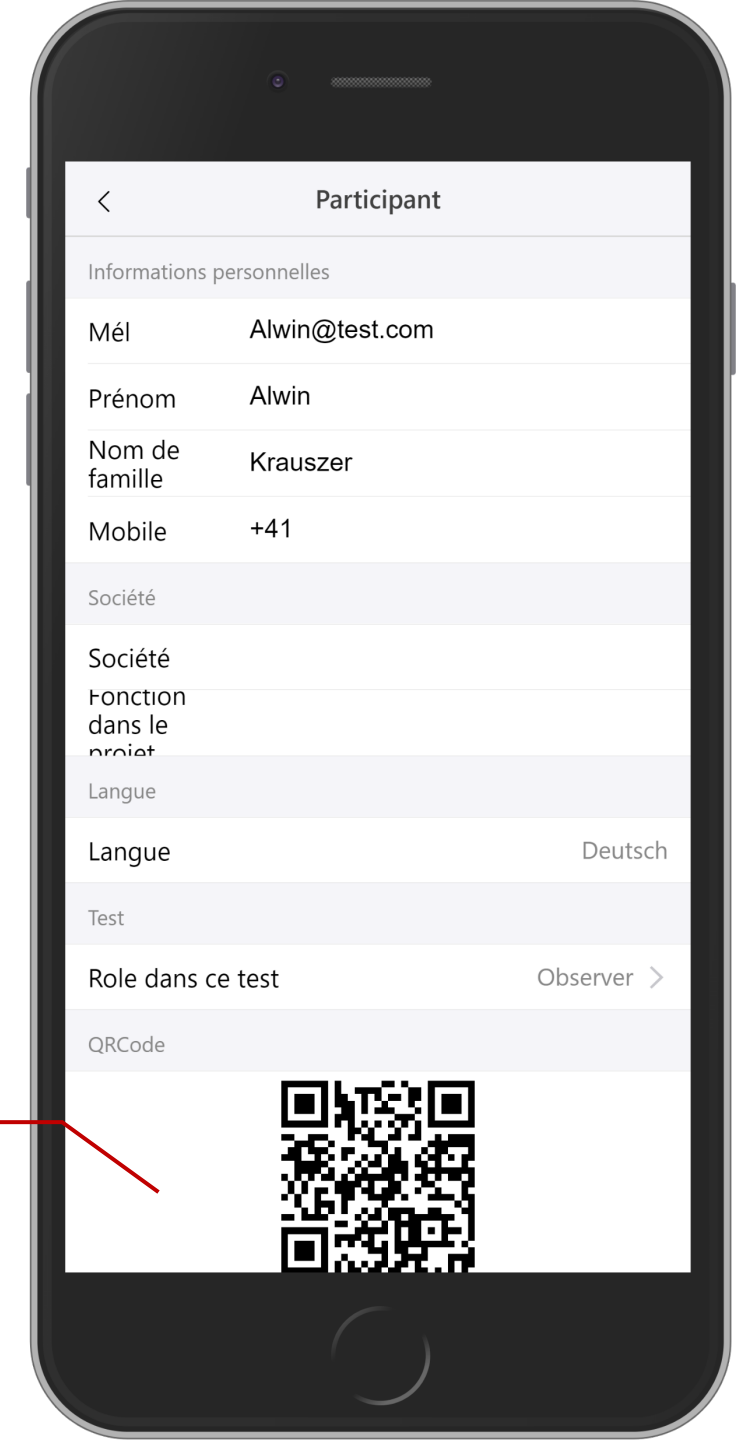 Participant
Informations personnelles
Mél Alwin@test.com
Prénom Alwin
Nom de
famille Krauszer
Mobile +41
Société
Société
Fonction
dans le
projet
Langue
Langue Deutsch
Test
Role dans ce test Observer
QRCode